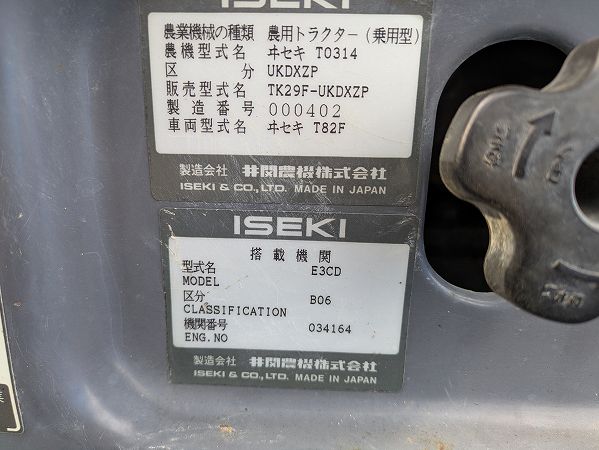 ISEKI
農業機械の種類 農用トラクター(乗用型)
農機型式名 ヰセキ T0314
区分 UKDXZP
販売型式名 TK29F-UKDXZP
製造番号 000402
車両型式名 ヰセキ T82F
製造会社 井関農機株式会社
ISEKI & CO., LTD. MADE IN JAPAN
ISEKI
搭載機関
型式名 E3CD
MODEL
区分 B06
CLASSIFICATION
機関番号 034164
ENG.NO
製造会社 井関農機株式会社
ISEKI & CO., LTD. MADE IN JAPAN